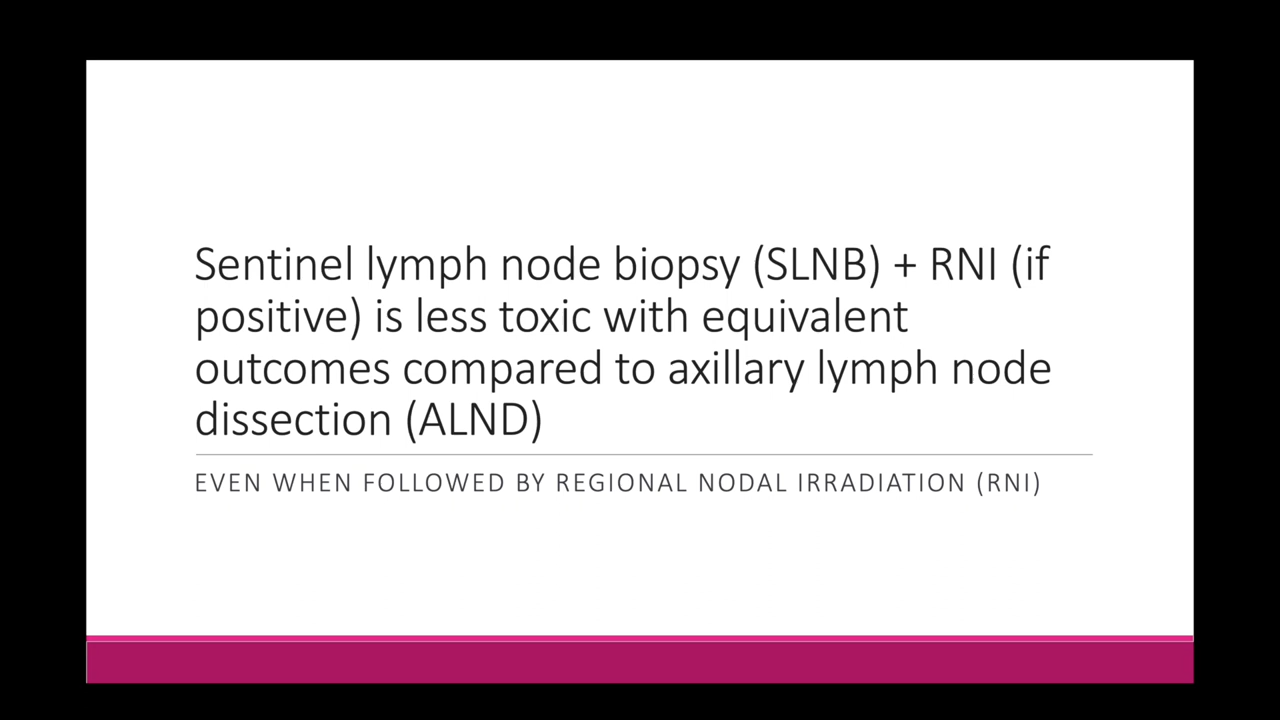 Sentinel lymph node biopsy (SLNB) + RNI (if
positive) is less toxic with equivalent
outcomes compared to axillary lymph node
dissection (ALND)
EVEN WHEN FOLLOWED BY REGIONAL NODAL IRRADIATION (RNI)